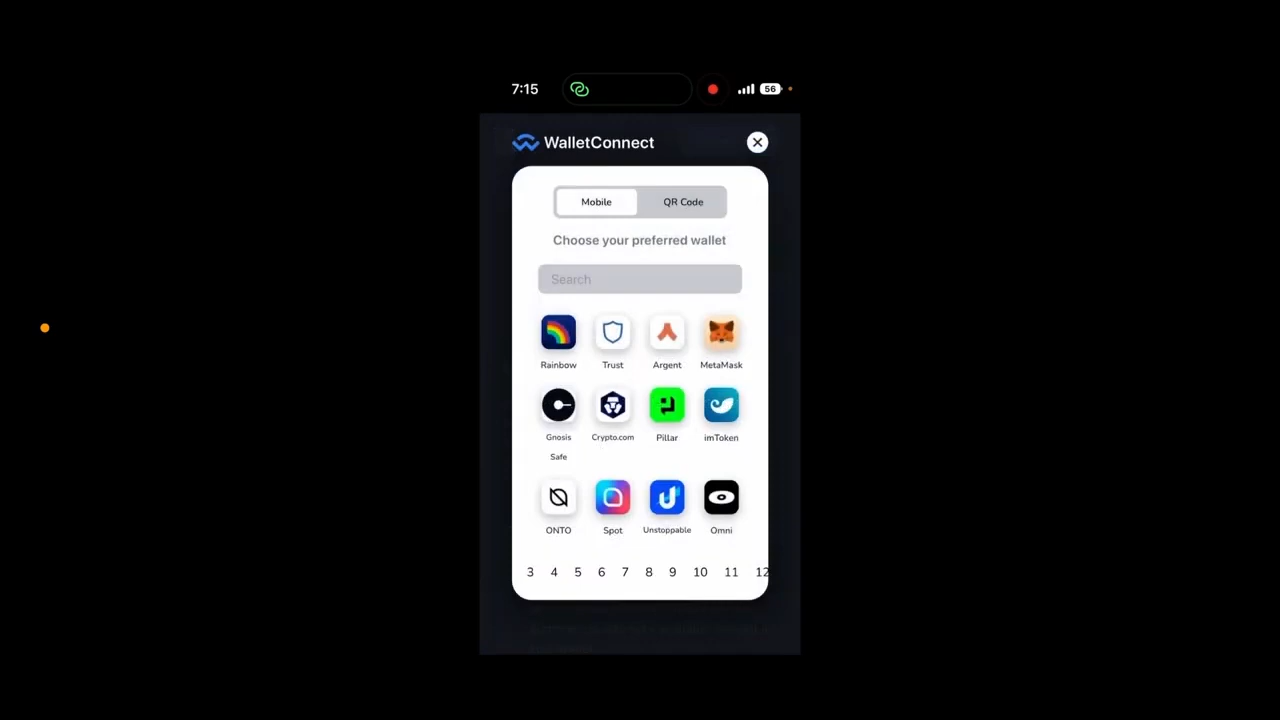 7:15
56
WalletConnect
Mobile
QR Code
Choose your preferred wallet
Search
Rainbow
Trust
Argent
MetaMask
Gnosis
Safe
Crypto.com
Pillar
imToken
ONTO
Spot
Unstoppable
Omni
3 4 5 6 7 8 9 10 11 12